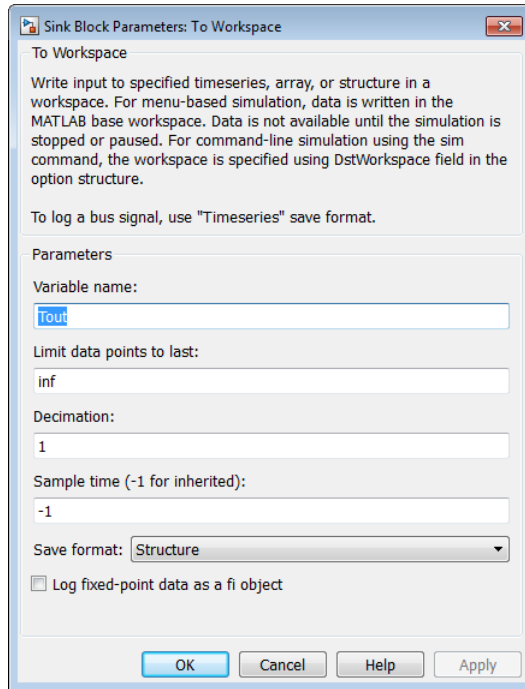 Sink Block Parameters: To Workspace
To Workspace
Write input to specified timeseries, array, or structure in a
workspace. For menu-based simulation, data is written in the
MATLAB base workspace. Data is not available until the simulation is
stopped or paused. For command-line simulation using the sim
command, the workspace is specified using DstWorkspace field in the
option structure.
To log a bus signal, use "Timeseries" save format.
Parameters
Variable name:
Tout
Limit data points to last:
inf
Decimation:
1
Sample time (-1 for inherited):
-1
Save format: Structure
Log fixed-point data as a fi object
OK Cancel Help Apply